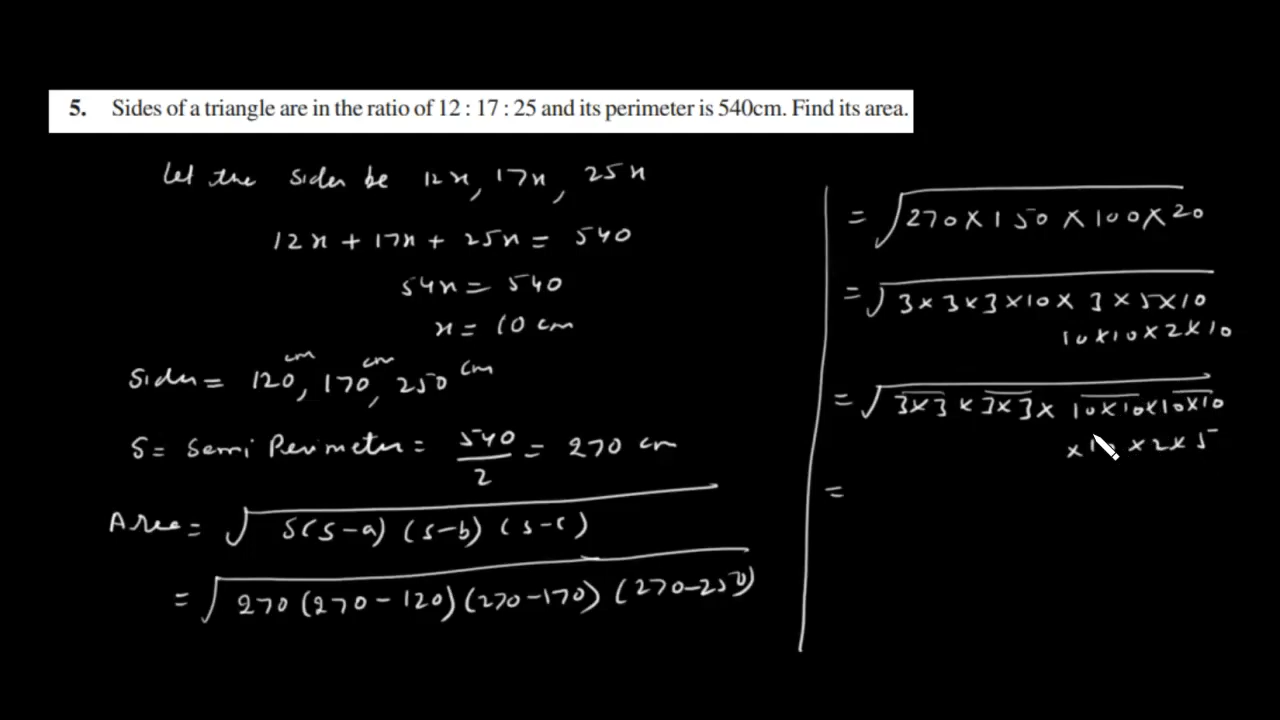 5. Sides of a triangle are in the ratio of 12 : 17 : 25 and its perimeter is 540cm. Find its area.
Let the sides be 12x, 17x, 25x
12x + 17x + 25x = 540
54x = 540
x = 10 cm
Sides = 120 cm, 170 cm, 250 cm
S = Semi Perimeter = 540/2 = 270 cm
Area = √S(S-a) (S-b) (S-c)
= √270 (270-120) (270-170) (270-250)
= √270 × 150 × 100 × 20
= √3 × 3 × 3 × 10 × 3 × 5 × 10
10 × 10 × 2 × 10
= √3 × 3 × 3 × 3 × 10 × 10 × 10 × 10
× 10 × 2 × 5
=